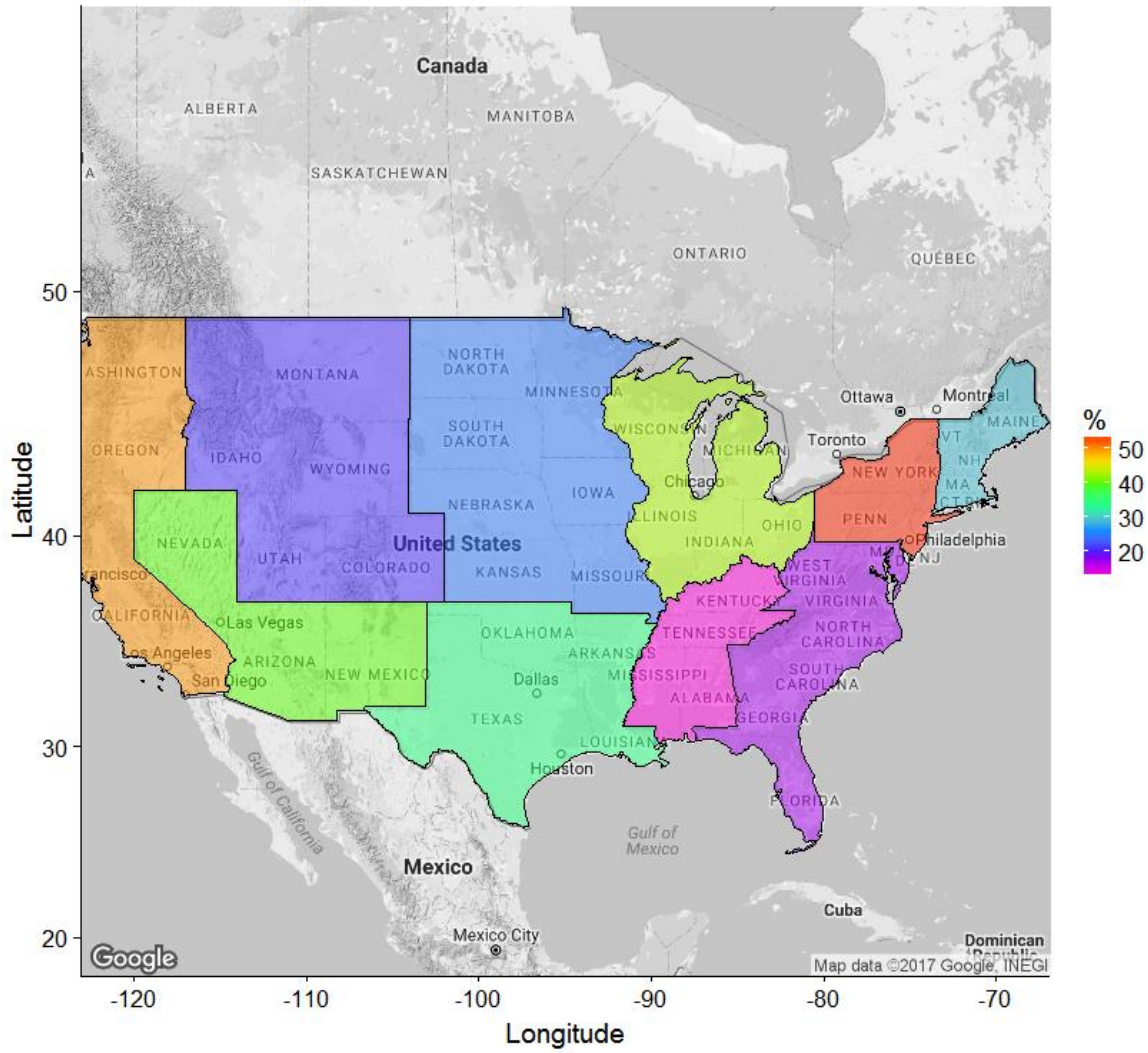 Canada
ALBERTA
MANITOBA
A
SASKATCHEWAN
ONTARIO
QUÉBEC
50
NORTH
DAKOTA
ASHINGTON
MONTANA
MINNESOTA
Ottawa
Montreal
MAINE
%
50
40
30
20
OREGON
IDAHO
WYOMING
SOUTH
DAKOTA
WISCONSIN
MICHIGAN
Toronto
VT
NH
NEW YORK
MA
CT RI
Chicago
NEBRASKA
IOWA
ILLINOIS
INDIANA
OHIO
PENN
Philadelphia
40
NEVADA
UTAH
COLORADO
United States
KANSAS
MISSOUR
WEST
VIRGINIA
M
DE
NJ
rancisco
CALIFORNIA
Las Vegas
KENTUCKY
VIRGINIA
OKLAHOMA
TENNESSEE
NORTH
CAROLINA
os Angeles
ARIZONA
NEW MEXICO
ARKANSAS
San Diego
Dallas
MISSISSIPPI
ALABAMA
SOUTH
CAROLINA
TEXAS
GEORGIA
30
LOUISIANA
Houston
FLORIDA
Gulf of California
Gulf of
Mexico
Mexico
Cuba
20
Mexico City
Dominican
Republic
Google
Map data ©2017 Google, INEGI
-120
-110
-100
-90
-80
-70
Longitude
Latitude